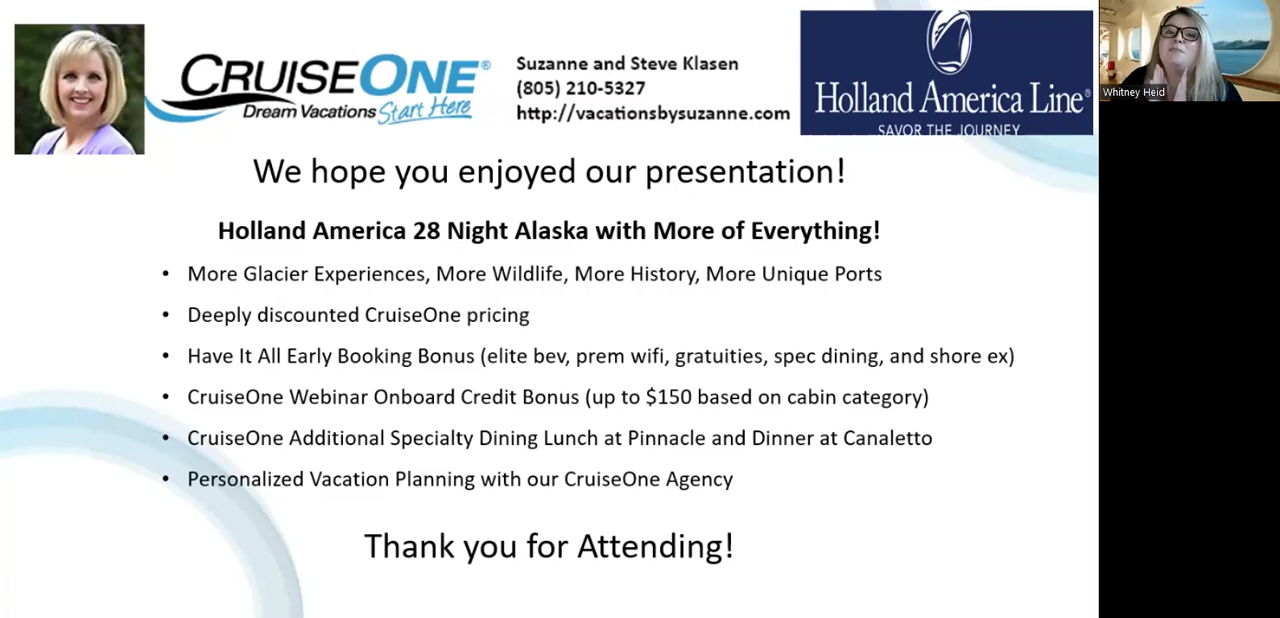 CRUISEONE®
Dream Vacations Start Here
Suzanne and Steve Klasen
(805) 210-5327
http://vacationsbysuzanne.com
Holland America Line®
SAVOR THE JOURNEY
Whitney Heid
We hope you enjoyed our presentation!
Holland America 28 Night Alaska with More of Everything!
• More Glacier Experiences, More Wildlife, More History, More Unique Ports
• Deeply discounted CruiseOne pricing
• Have It All Early Booking Bonus (elite bev, prem wifi, gratuities, spec dining, and shore ex)
• CruiseOne Webinar Onboard Credit Bonus (up to $150 based on cabin category)
• CruiseOne Additional Specialty Dining Lunch at Pinnacle and Dinner at Canaletto
• Personalized Vacation Planning with our CruiseOne Agency
Thank you for Attending!